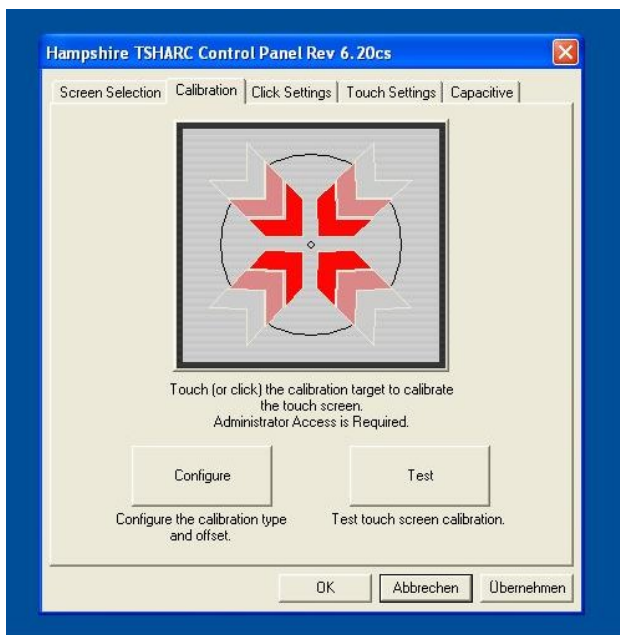 Hampshire TSHARC Control Panel Rev 6.20cs
Screen Selection Calibration Click Settings Touch Settings Capacitive
Touch (or click) the calibration target to calibrate
the touch screen.
Administrator Access is Required.
Configure Test
Configure the calibration type Test touch screen calibration.
and offset.
OK Abbrechen Übernehmen